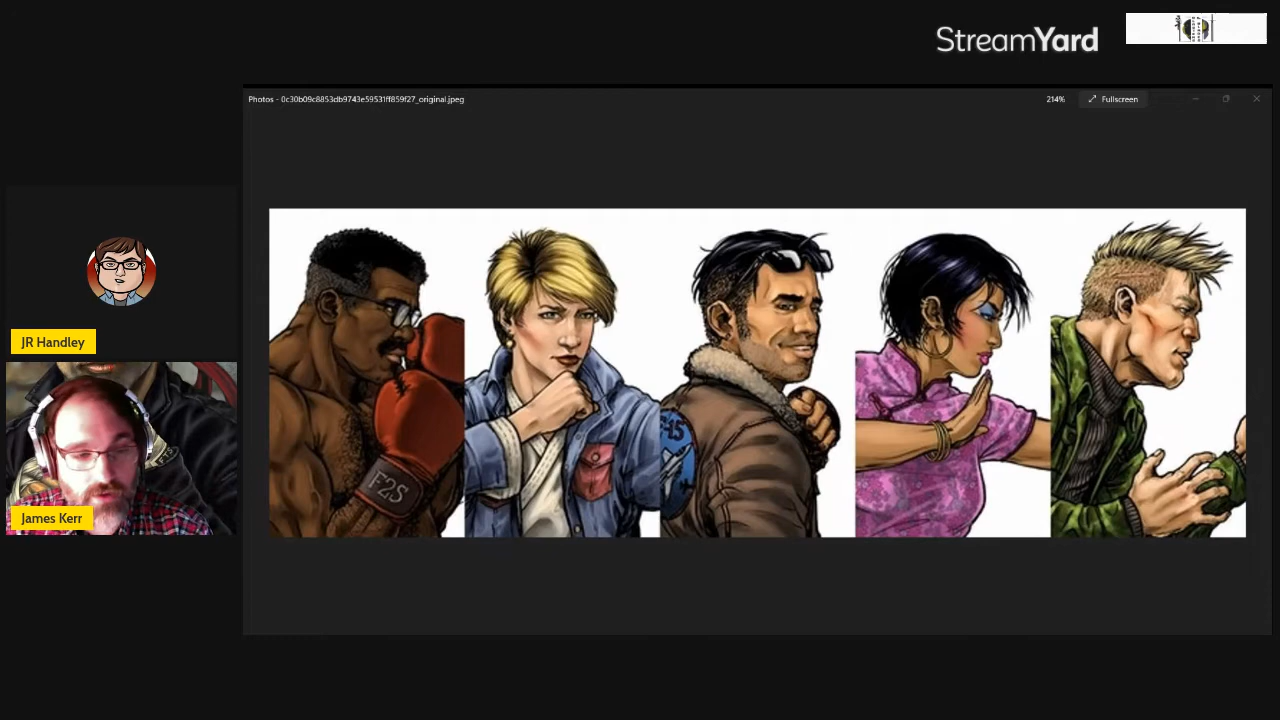 StreamYard
Photos - 0c30b09c8853db9743e59531ff859f27_original.jpeg
214%
Fullscreen
JR Handley
James Kerr
F2S